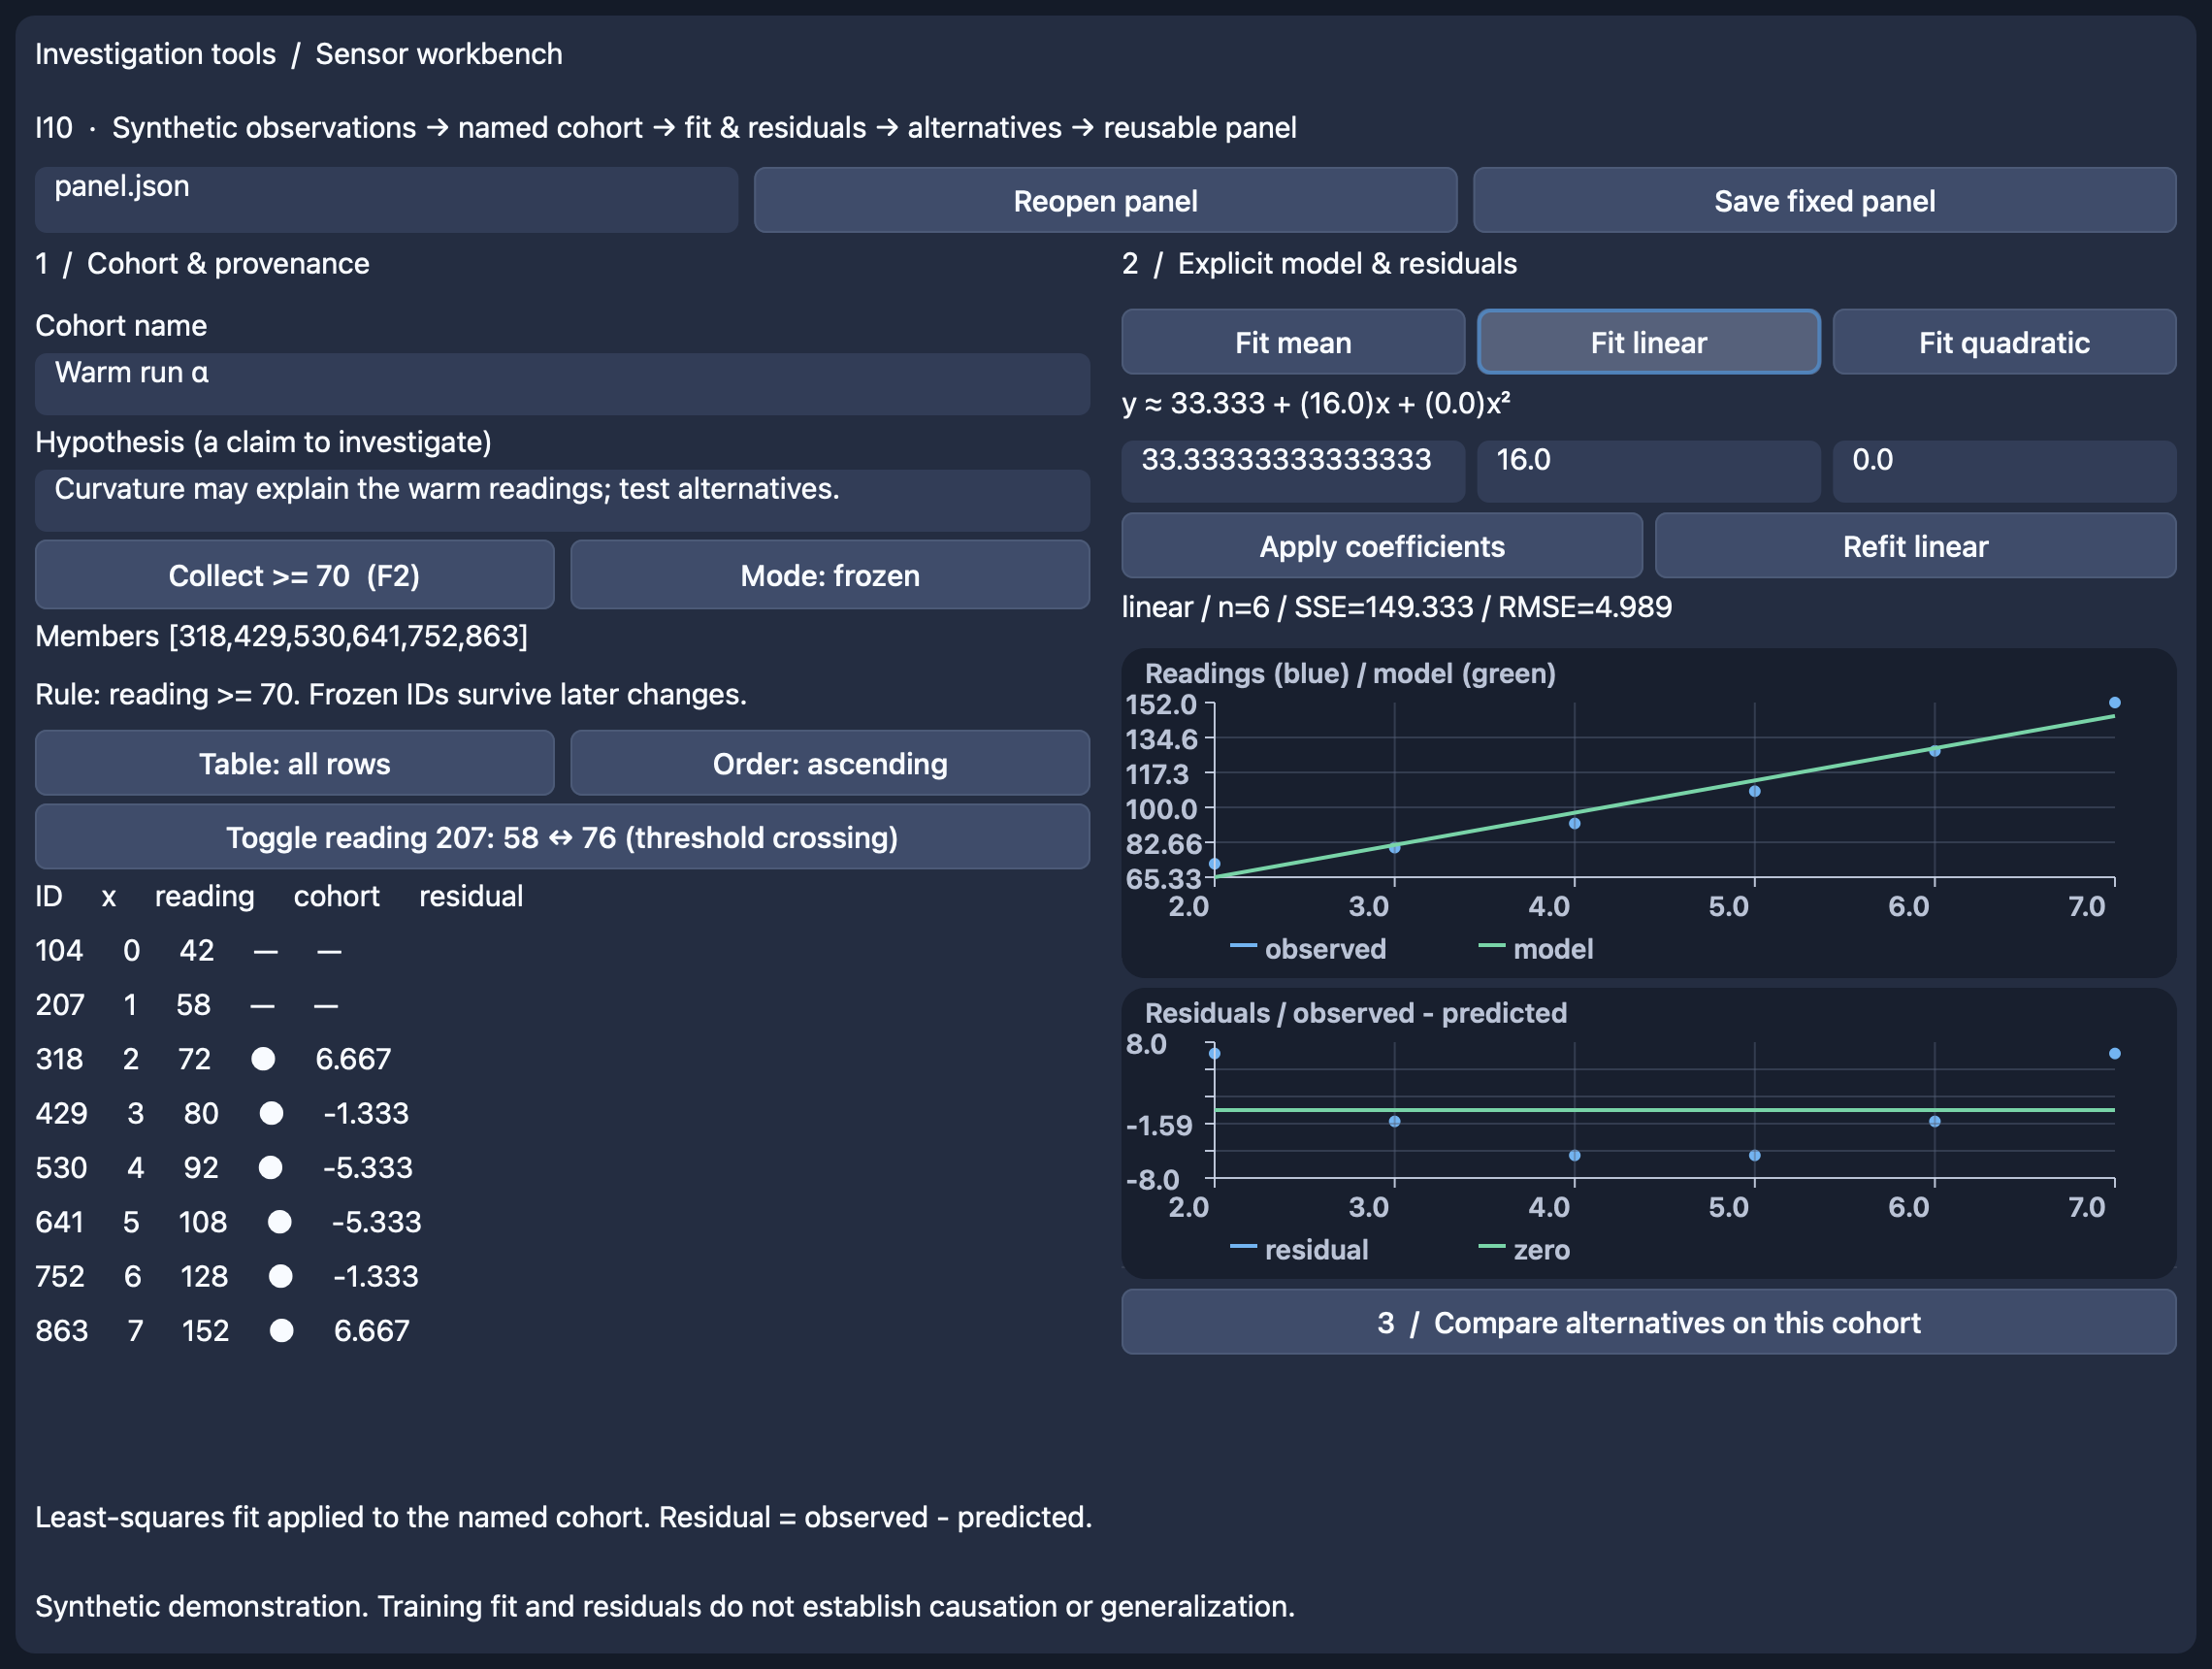 Investigation tools / Sensor workbench
I10 · Synthetic observations → named cohort → fit & residuals → alternatives → reusable panel
panel.json
Reopen panel
Save fixed panel
1 / Cohort & provenance
Cohort name
Warm run α
Hypothesis (a claim to investigate)
Curvature may explain the warm readings; test alternatives.
Collect >= 70 (F2)
Mode: frozen
Members [318,429,530,641,752,863]
Rule: reading >= 70. Frozen IDs survive later changes.
Table: all rows
Order: ascending
Toggle reading 207: 58 ↔ 76 (threshold crossing)
ID x reading cohort residual
104 0 42 — —
207 1 58 — —
318 2 72 ● 6.667
429 3 80 ● -1.333
530 4 92 ● -5.333
641 5 108 ● -5.333
752 6 128 ● -1.333
863 7 152 ● 6.667
2 / Explicit model & residuals
Fit mean
Fit linear
Fit quadratic
y ≈ 33.333 + (16.0)x + (0.0)x²
33.33333333333333
16.0
0.0
Apply coefficients
Refit linear
linear / n=6 / SSE=149.333 / RMSE=4.989
Readings (blue) / model (green)
152.0
134.6
117.3
100.0
82.66
65.33
2.0 3.0 4.0 5.0 6.0 7.0
observed model
Residuals / observed - predicted
8.0
-1.59
-8.0
2.0 3.0 4.0 5.0 6.0 7.0
residual zero
3 / Compare alternatives on this cohort
Least-squares fit applied to the named cohort. Residual = observed - predicted.
Synthetic demonstration. Training fit and residuals do not establish causation or generalization.